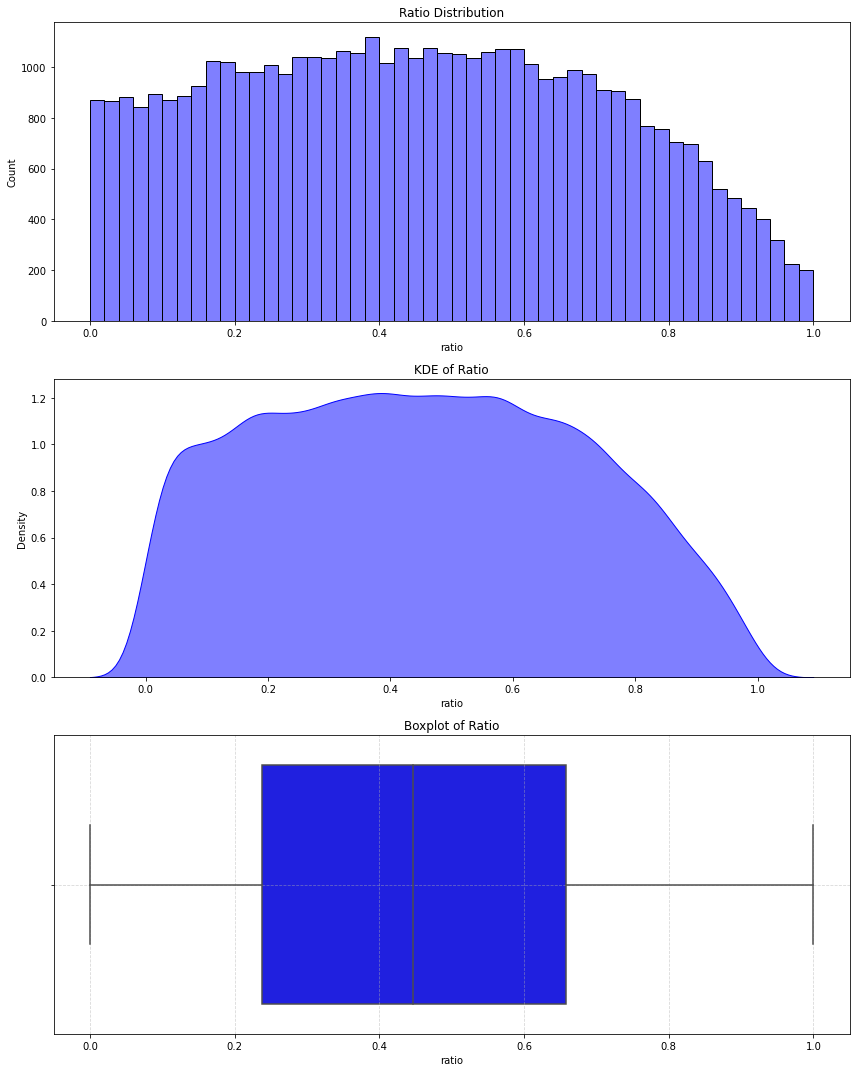 Ratio Distribution
1000
800
600
400
200
0
Count
0.0 0.2 0.4 0.6 0.8 1.0
ratio
KDE of Ratio
1.2
1.0
0.8
0.6
0.4
0.2
0.0
Density
0.0 0.2 0.4 0.6 0.8 1.0
ratio
Boxplot of Ratio
0.0 0.2 0.4 0.6 0.8 1.0
ratio